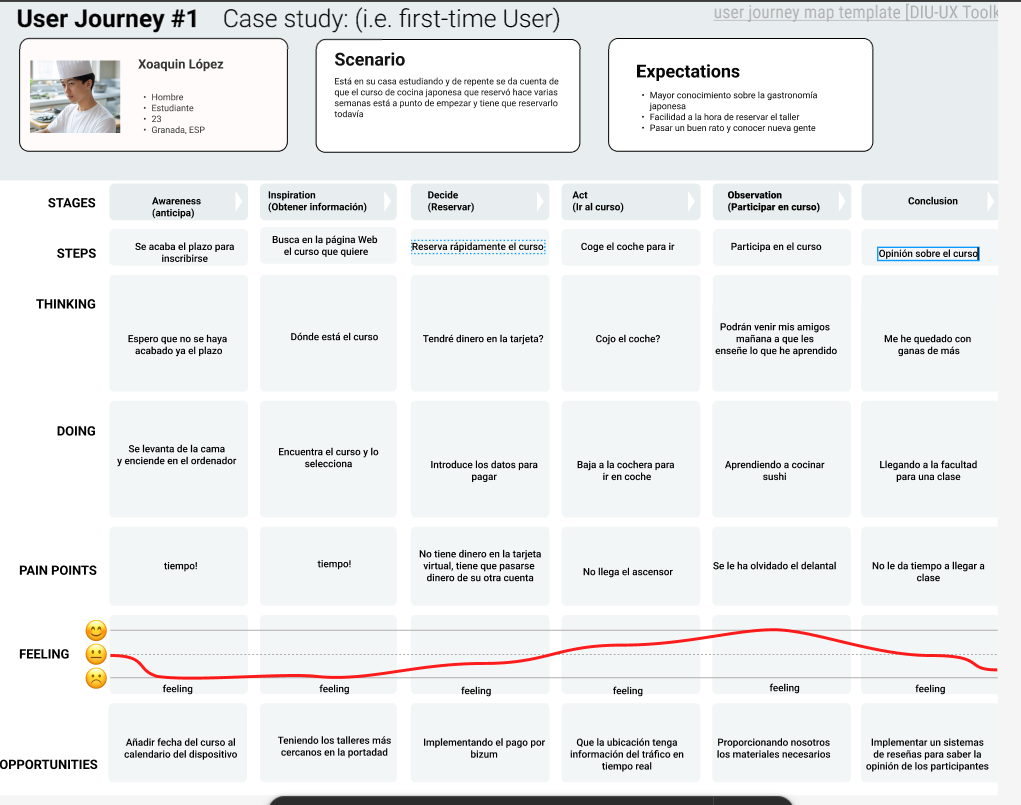 User Journey #1 Case study: (i.e. first-time User)
user journey map template [DIU-UX Toolk
Xoaquin López
• Hombre
• Estudiante
• 23
• Granada, ESP
Scenario
Está en su casa estudiando y de repente se da cuenta de
que el curso de cocina japonesa que reservó hace varias
semanas está a punto de empezar y tiene que reservarlo
todavía
Expectations
• Mayor conocimiento sobre la gastronomía
japonesa
• Facilidad a la hora de reservar el taller
• Pasar un buen rato y conocer nueva gente
STAGES
Awareness
(anticipa)
Inspiration
(Obtener información)
Decide
(Reservar)
Act
(Ir al curso)
Observation
(Participar en curso)
Conclusion
STEPS
Se acaba el plazo para
inscribirse
Busca en la página Web
el curso que quiere
Reserva rápidamente el curso
Coge el coche para ir
Participa en el curso
Opinión sobre el curso
THINKING
Espero que no se haya
acabado ya el plazo
Dónde está el curso
Tendré dinero en la tarjeta?
Cojo el coche?
Podrán venir mis amigos
mañana a que les
enseñe lo que he aprendido
Me he quedado con
ganas de más
DOING
Se levanta de la cama
y enciende en el ordenador
Encuentra el curso y lo
selecciona
Introduce los datos para
pagar
Baja a la cochera para
ir en coche
Aprendiendo a cocinar
sushi
Llegando a la facultad
para una clase
PAIN POINTS
tiempo!
tiempo!
No tiene dinero en la tarjeta
virtual, tiene que pasarse
dinero de su otra cuenta
No llega el ascensor
Se le ha olvidado el delantal
No le da tiempo a llegar a
clase
FEELING
feeling
feeling
feeling
feeling
feeling
feeling
OPPORTUNITIES
Añadir fecha del curso al
calendario del dispositivo
Teniendo los talleres más
cercanos en la portadad
Implementando el pago por
bizum
Que la ubicación tenga
información del tráfico en
tiempo real
Proporcionando nosotros
los materiales necesarios
Implementar un sistemas
de reseñas para saber la
opinión de los participantes